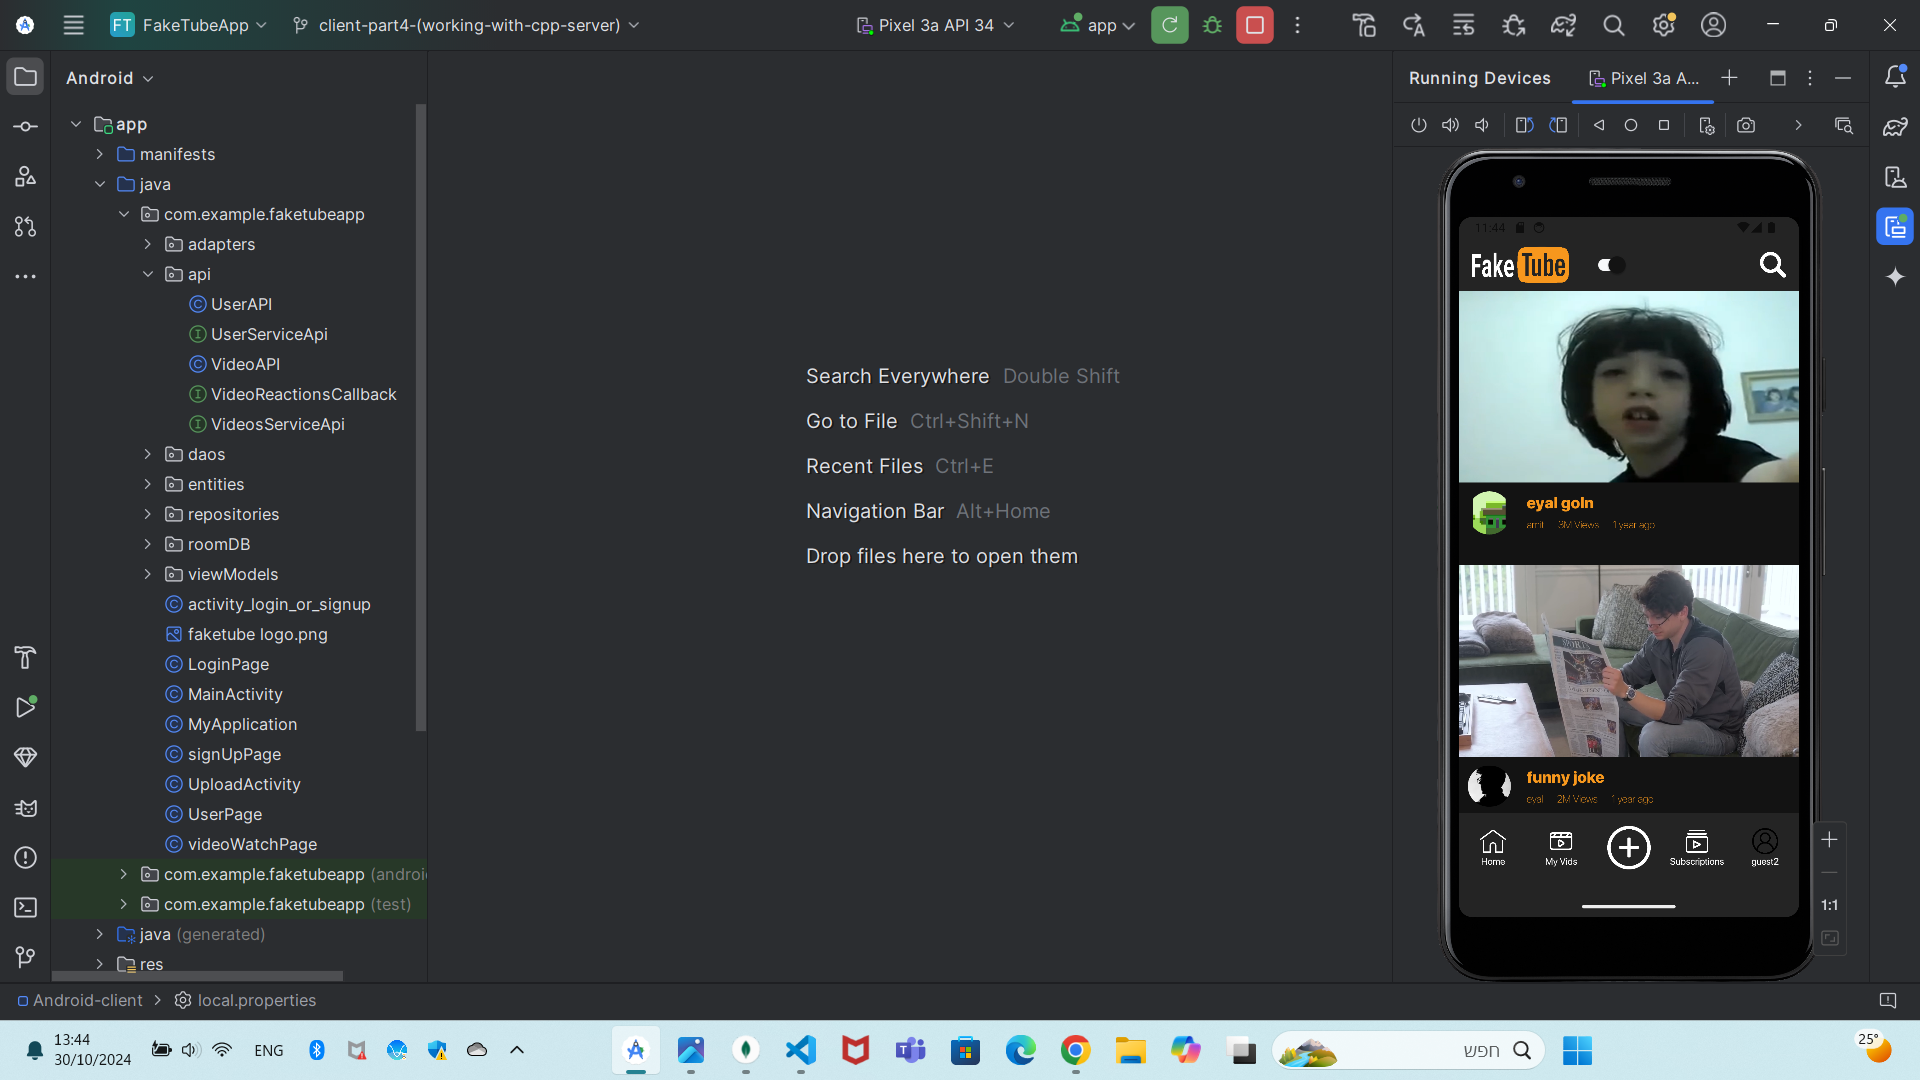 FT FakeTubeApp client-part4-(working-with-cpp-server) Pixel 3a API 34 app
Android
app
manifests
java
com.example.faketubeapp
adapters
api
UserAPI
UserServiceApi
VideoAPI
VideoReactionsCallback
VideosServiceApi
daos
entities
repositories
roomDB
viewModels
activity_login_or_signup
faketube logo.png
LoginPage
MainActivity
MyApplication
signUpPage
UploadActivity
UserPage
videoWatchPage
com.example.faketubeapp (androi
com.example.faketubeapp (test)
java (generated)
res
Search Everywhere Double Shift
Go to File Ctrl+Shift+N
Recent Files Ctrl+E
Navigation Bar Alt+Home
Drop files here to open them
Running Devices Pixel 3a A...
11:44
Fake Tube
eyal goln
amit 3M Views 1 year ago
funny joke
eyal 2M Views 1 year ago
Home My Vids Subscriptions guest2
1:1
Android-client > local.properties
13:44
30/10/2024
ENG
חפש
25°